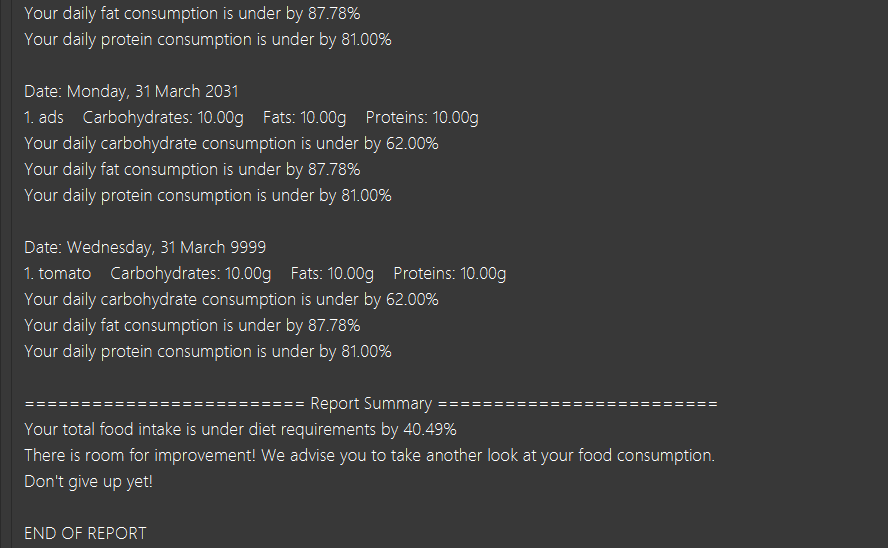 Your daily fat consumption is under by 87.78%
Your daily protein consumption is under by 81.00%
Date: Monday, 31 March 2031
1. ads Carbohydrates: 10.00g Fats: 10.00g Proteins: 10.00g
Your daily carbohydrate consumption is under by 62.00%
Your daily fat consumption is under by 87.78%
Your daily protein consumption is under by 81.00%
Date: Wednesday, 31 March 9999
1. tomato Carbohydrates: 10.00g Fats: 10.00g Proteins: 10.00g
Your daily carbohydrate consumption is under by 62.00%
Your daily fat consumption is under by 87.78%
Your daily protein consumption is under by 81.00%
========================= Report Summary =========================
Your total food intake is under diet requirements by 40.49%
There is room for improvement! We advise you to take another look at your food consumption.
Don't give up yet!
END OF REPORT